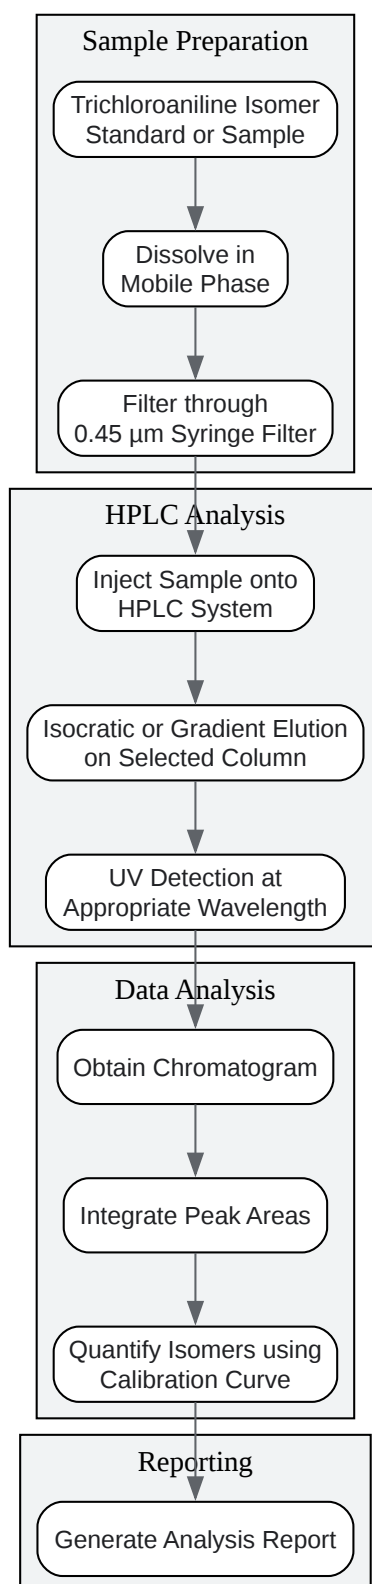 Sample Preparation
Trichloroaniline Isomer
Standard or Sample
Dissolve in
Mobile Phase
Filter through
0.45 µm Syringe Filter
HPLC Analysis
Inject Sample onto
HPLC System
Isocratic or Gradient Elution
on Selected Column
UV Detection at
Appropriate Wavelength
Data Analysis
Obtain Chromatogram
Integrate Peak Areas
Quantify Isomers using
Calibration Curve
Reporting
Generate Analysis Report